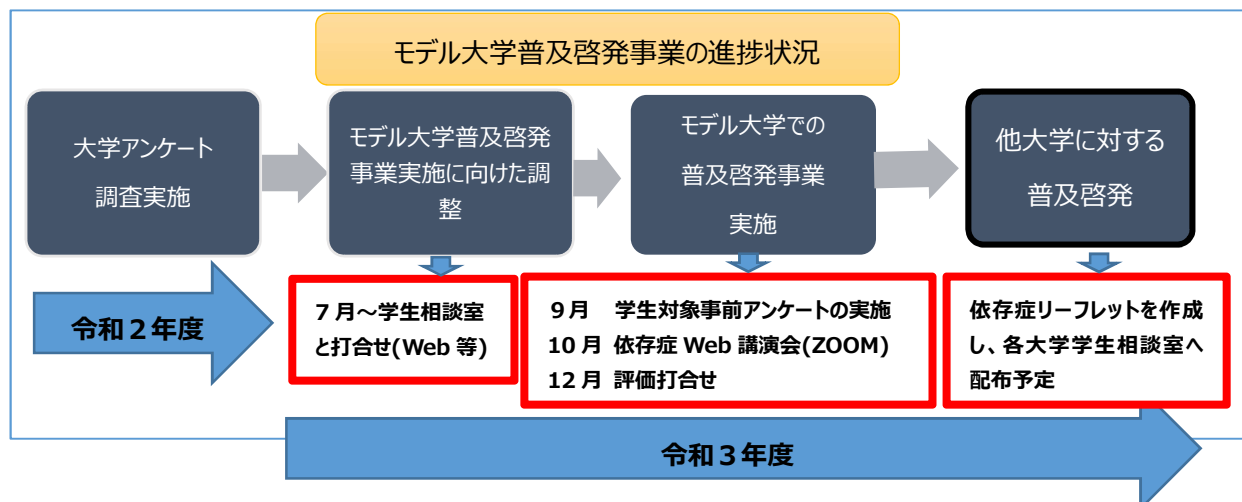 モデル大学普及啓発事業の進捗状況
大学アンケート
調査実施
モデル大学普及啓発
事業実施に向けた調
整
モデル大学での
普及啓発事業
実施
他大学に対する
普及啓発
令和２年度
７月～学生相談室
と打合せ(Web 等)
９月 学生対象事前アンケートの実施
10 月 依存症 Web 講演会(ZOOM)
12 月 評価打合せ
依存症リーフレットを作成
し、各大学学生相談室へ
配布予定
令和３年度